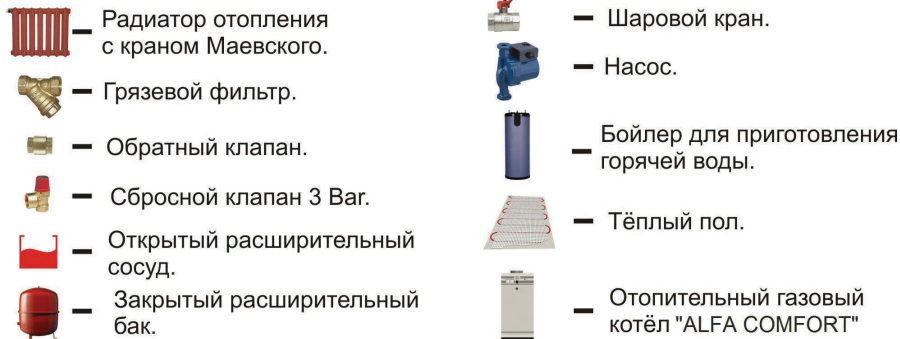 Радиатор отопления
с краном Маевского.
Грязевой фильтр.
Обратный клапан.
Сбросной клапан 3 Bar.
Открытый расширительный
сосуд.
Закрытый расширительный
бак.
Шаровой кран.
Насос.
Бойлер для приготовления
горячей воды.
Тёплый пол.
Отопительный газовый
котёл "ALFA COMFORT"